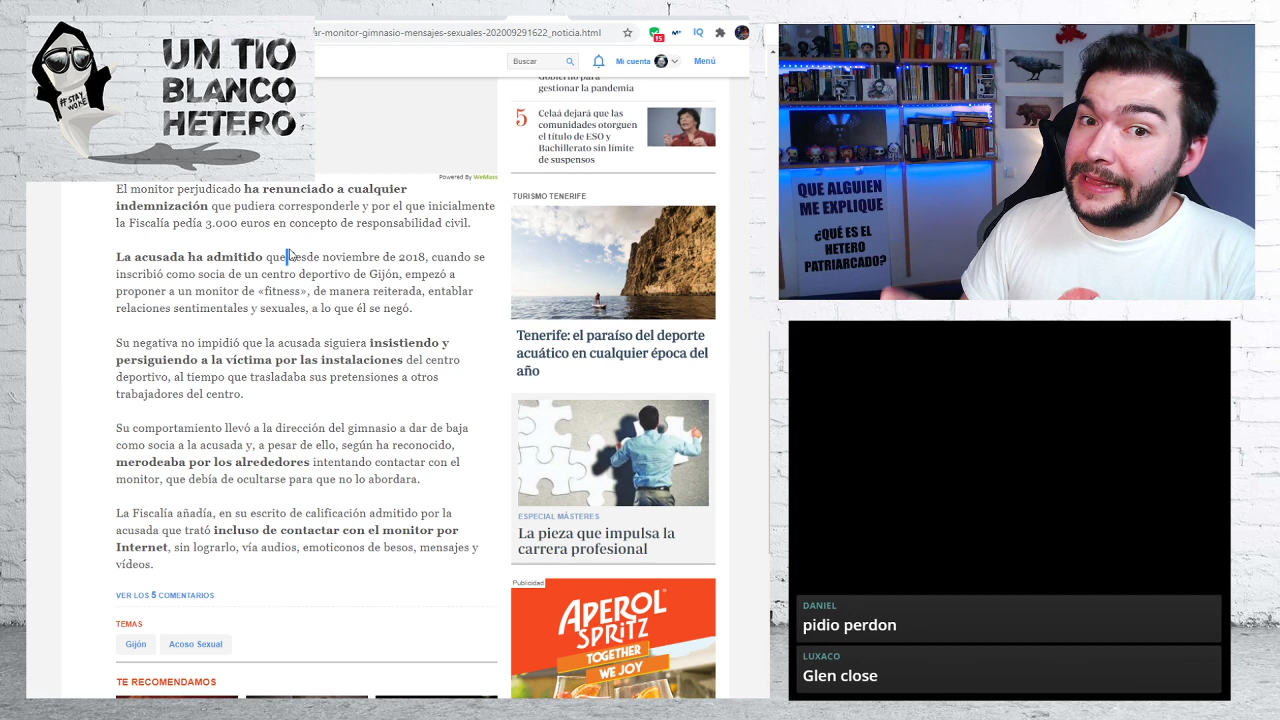 UN TIO
BLANCO
HETERO
#STAY
WOKE
mensajes-sexuales-202009291622_noticia.html
15
IQ
Buscar
Mi cuenta
Menú
Gobierno para
gestionar la pandemia
5
Celaá dejará que las
comunidades otorguen
el título de ESO y
Bachillerato sin límite
de suspensos
Powered By WeMass
El monitor perjudicado ha renunciado a cualquier
indemnización que pudiera corresponderle y por el que inicialmente
la Fiscalía pedía 3.000 euros en concepto de responsabilidad civil.
La acusada ha admitido que desde noviembre de 2018, cuando se
inscribió como socia de un centro deportivo de Gijón, empezó a
proponer a un monitor de «fitness», de manera reiterada, entablar
relaciones sentimentales y sexuales, a lo que él se negó.
Su negativa no impidió que la acusada siguiera insistiendo y
persiguiendo a la víctima por las instalaciones del centro
deportivo, al tiempo que trasladaba sus pretensiones a otros
trabajadores del centro.
Su comportamiento llevó a la dirección del gimnasio a dar de baja
como socia a la acusada y, a pesar de ello, según ha reconocido,
merodeaba por los alrededores intentando contactar con el
monitor, que debía de ocultarse para que no lo abordara.
La Fiscalía añadía, en su escrito de calificación admitido por la
acusada que trató incluso de contactar con el monitor por
Internet, sin lograrlo, vía audios, emoticonos de besos, mensajes y
vídeos.
VER LOS 5 COMENTARIOS
TEMAS
Gijón
Acoso Sexual
TE RECOMENDAMOS
TURISMO TENERIFE
Tenerife: el paraíso del deporte
acuático en cualquier época del
año
ESPECIAL MÁSTERES
La pieza que impulsa la
carrera profesional
Publicidad
APEROL
SPRITZ
TOGETHER
WE JOY
QUE ALGUIEN
ME EXPLIQUE
¿QUÉ ES EL
HETERO
PATRIARCADO?
DANIEL
pidio perdon
LUXACO
Glen close